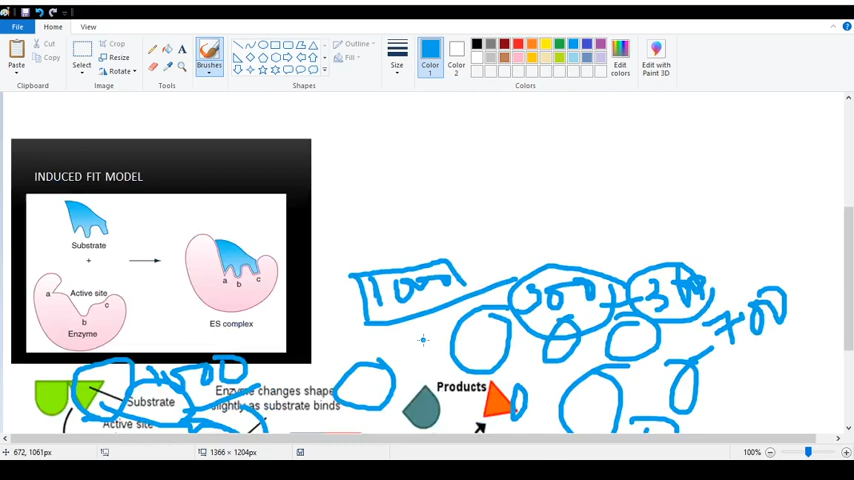 File Home View
Cut
Copy
Paste
Clipboard
Select
Crop
Resize
Rotate
Image
A
Tools
Brushes
Shapes
Outline
Fill
Size
Color 1
Color 2
Colors
Edit colors
Edit with Paint 3D
INDUCED FIT MODEL
Substrate
+
a
Active site
c
b
Enzyme
a b c
ES complex
1000
700
Substrate
Active site
Enzyme changes shape
slightly as substrate binds
Products
672, 1061px
1366 × 1204px
100%